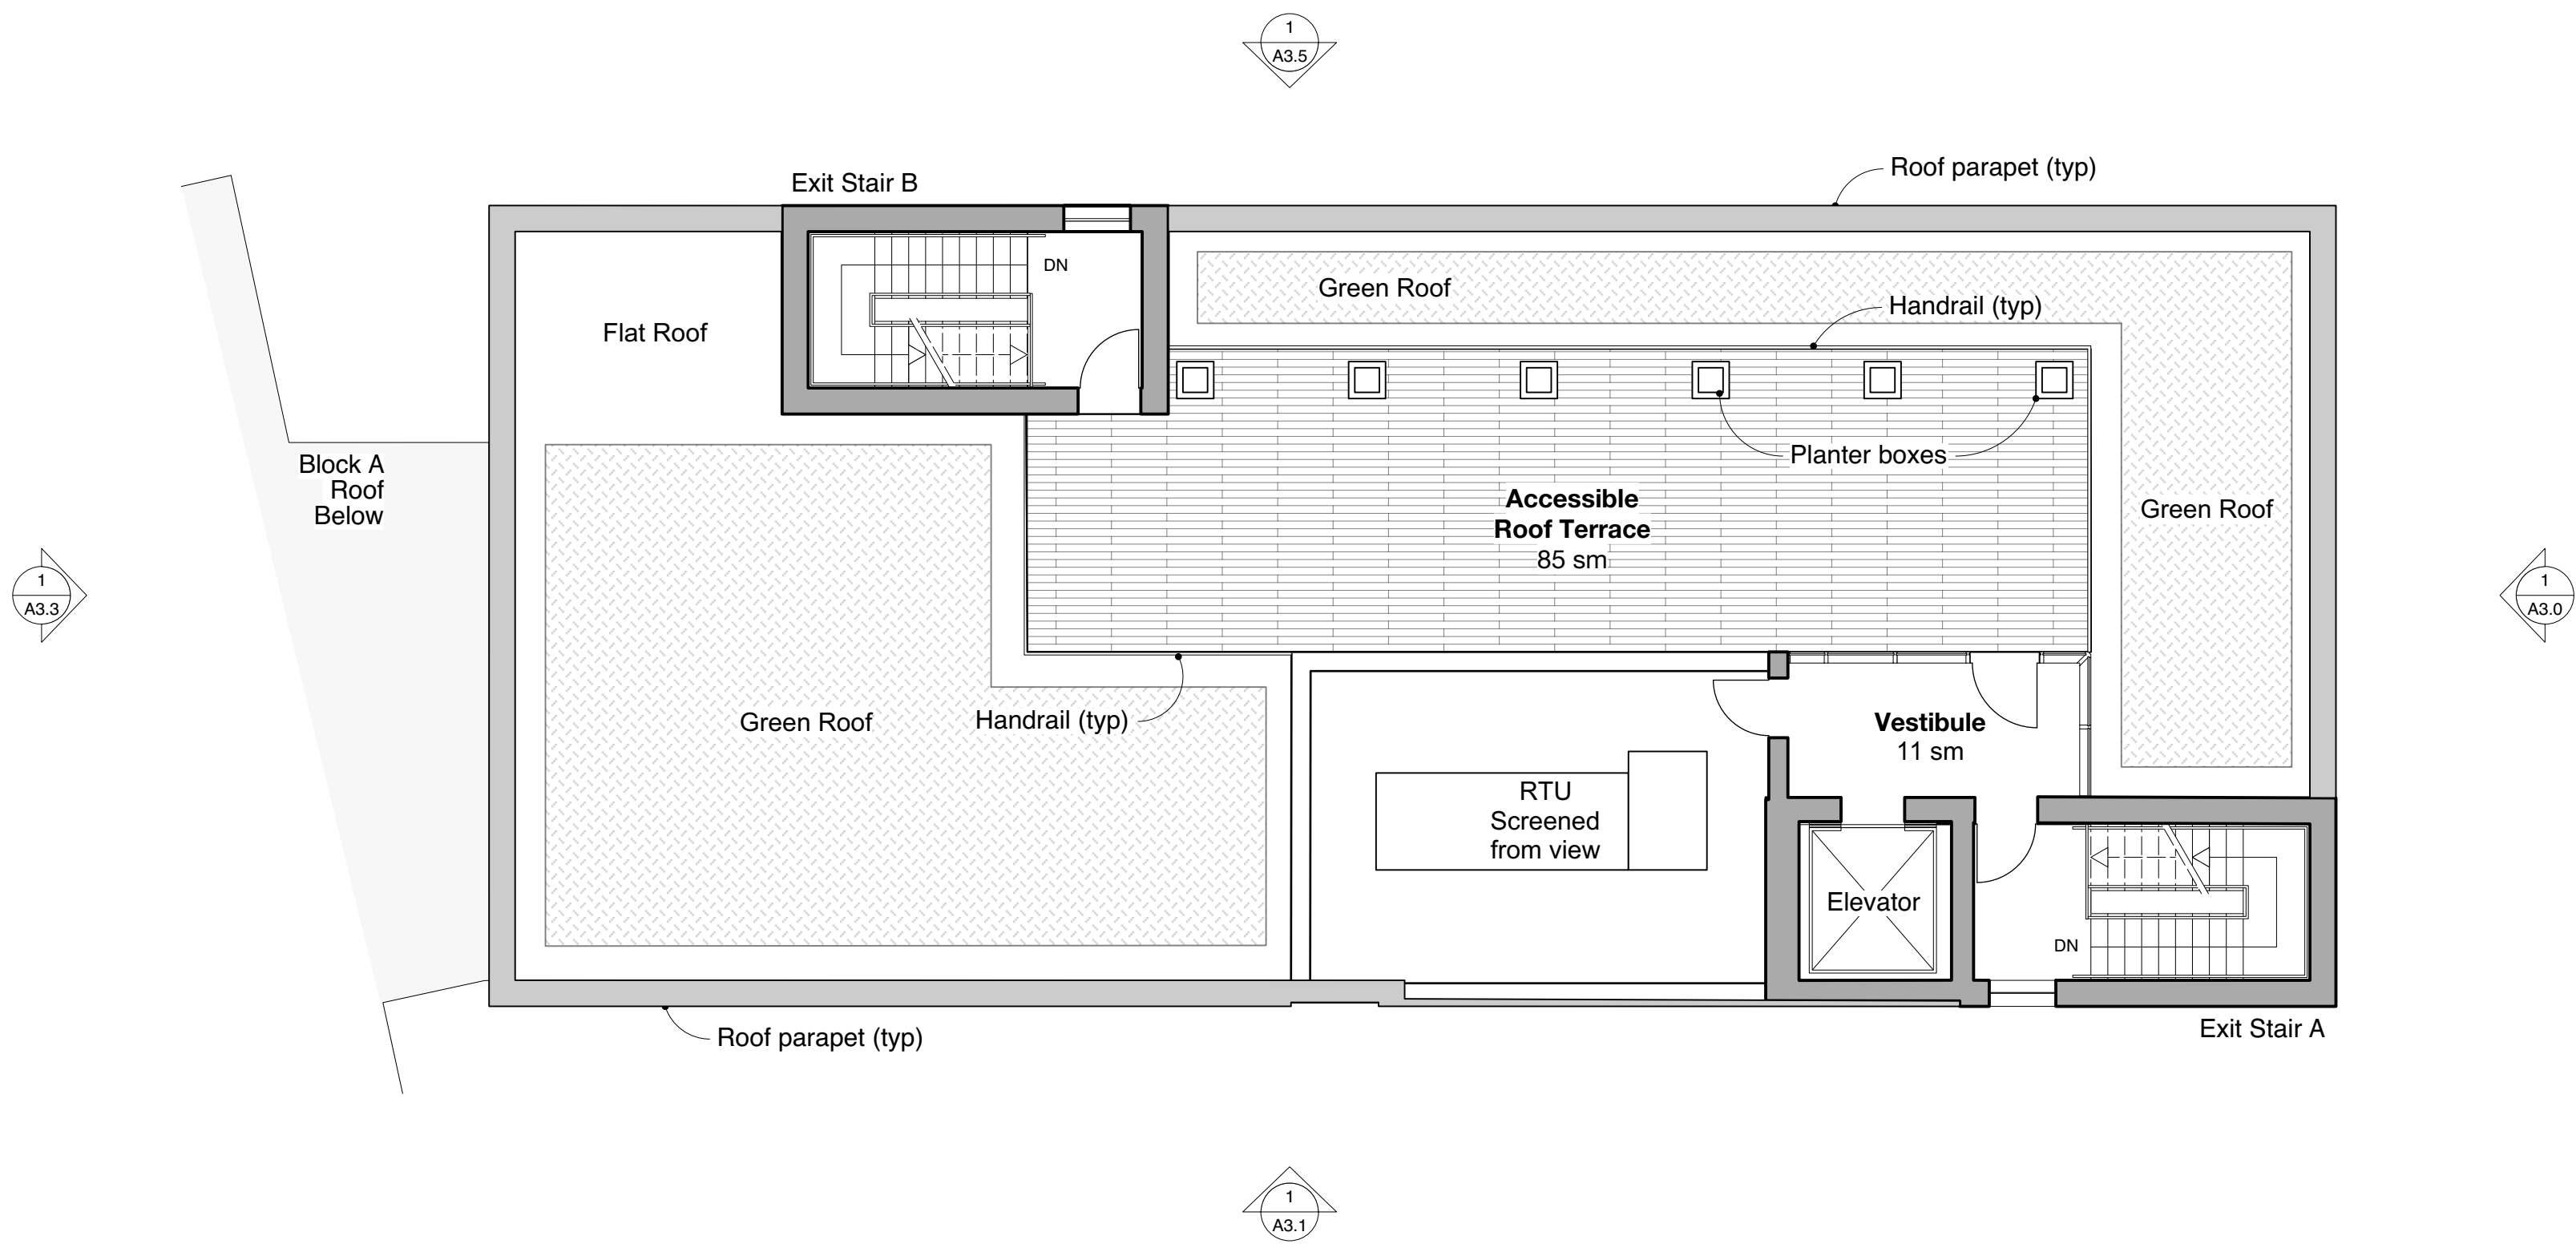 1
A3.5
Roof parapet (typ)
Exit Stair B
DN
Green Roof
Handrail (typ)
Flat Roof
Planter boxes
Block A
Roof
Below
Accessible
Roof Terrace
85 sm
Green Roof
1
A3.3
1
A3.0
Green Roof
Handrail (typ)
Vestibule
11 sm
RTU
Screened
from view
Elevator
DN
Roof parapet (typ)
Exit Stair A
1
A3.1